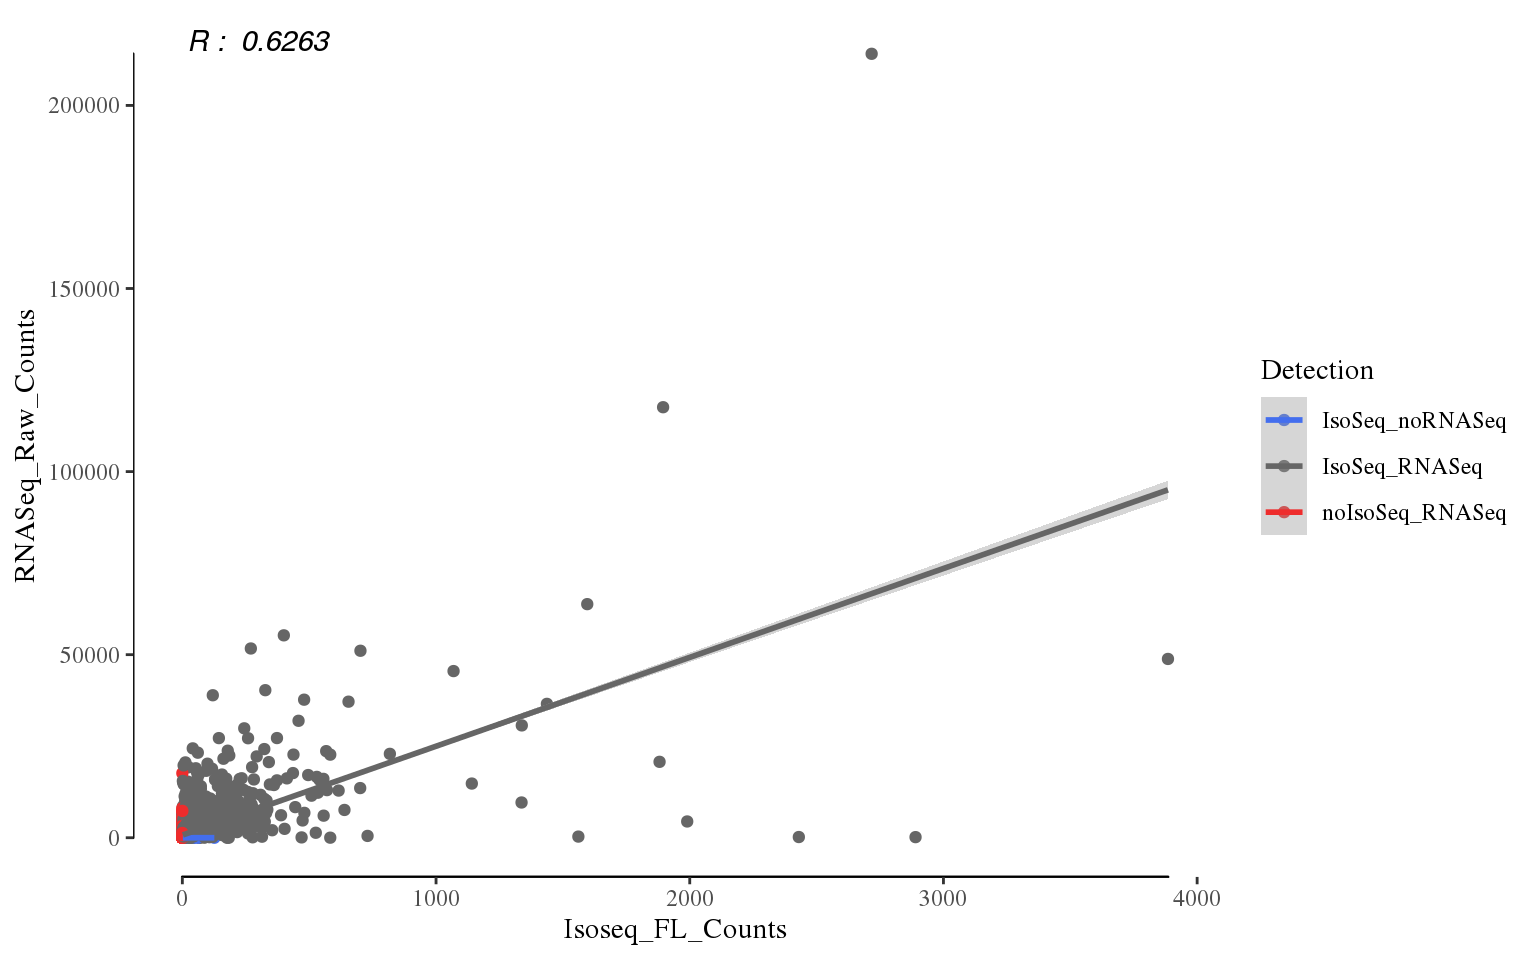 R : 0.6263
RNASeq_Raw_Counts
200000
150000
100000
50000
0
0 1000 2000 3000 4000
Isoseq_FL_Counts
Detection
IsoSeq_noRNASeq
IsoSeq_RNASeq
noIsoSeq_RNASeq